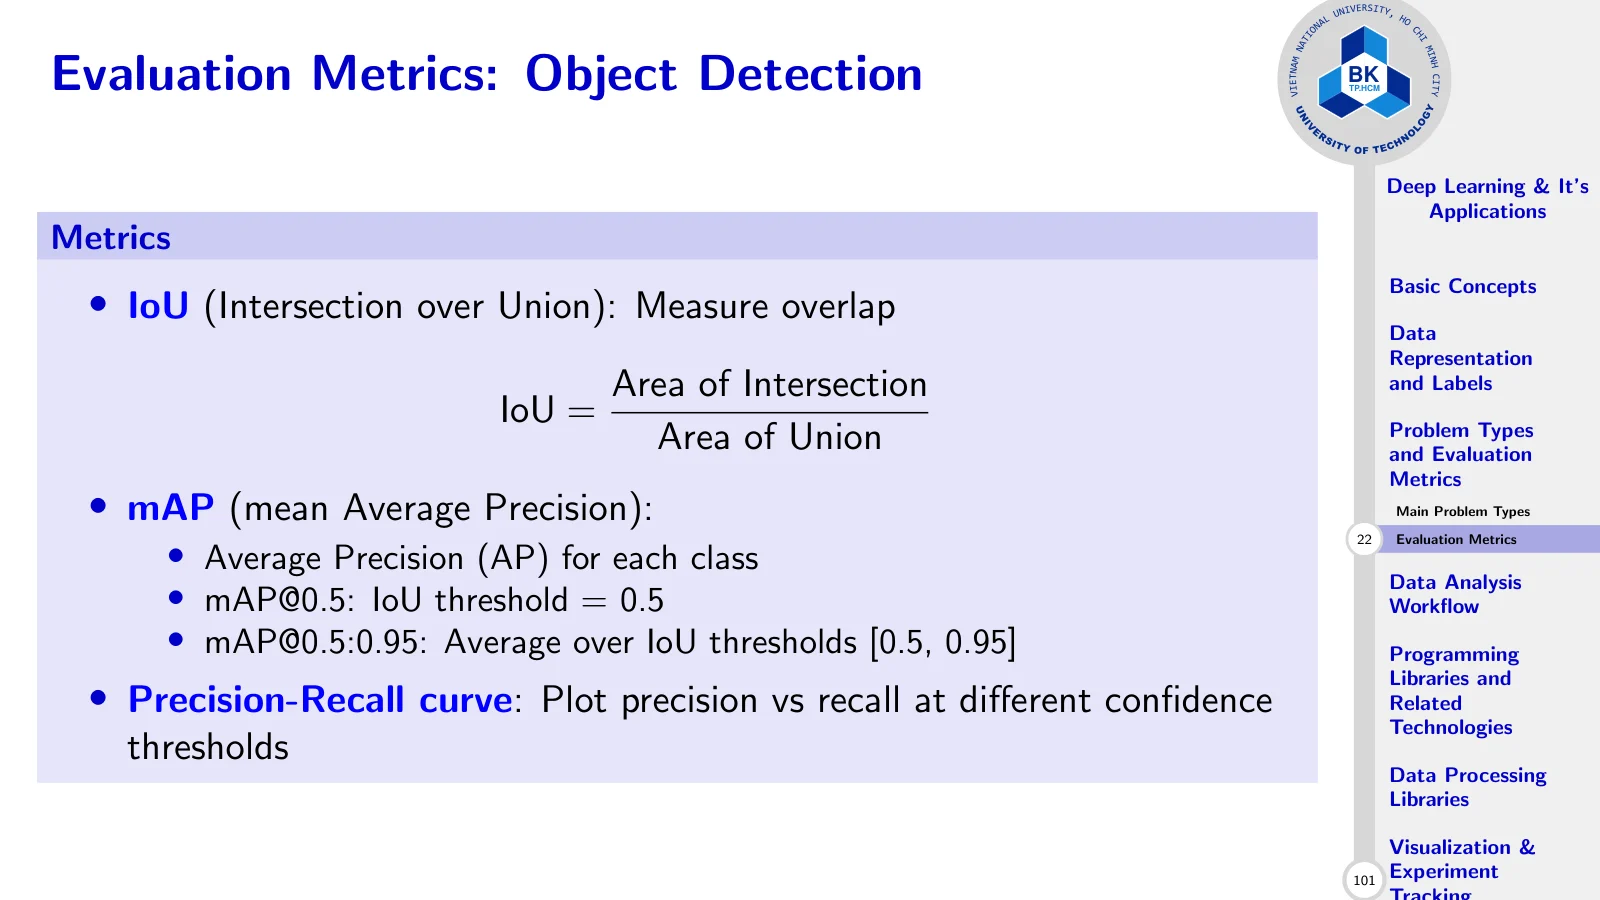 Evaluation Metrics: Object Detection
Metrics
• IoU (Intersection over Union): Measure overlap
IoU = Area of Intersection / Area of Union
• mAP (mean Average Precision):
• Average Precision (AP) for each class
• mAP@0.5: IoU threshold = 0.5
• mAP@0.5:0.95: Average over IoU thresholds [0.5, 0.95]
• Precision-Recall curve: Plot precision vs recall at different confidence
thresholds
VIETNAM NATIONAL UNIVERSITY, HO CHI MINH CITY
BK
TP.HCM
UNIVERSITY OF TECHNOLOGY
Deep Learning & It's
Applications
Basic Concepts
Data
Representation
and Labels
Problem Types
and Evaluation
Metrics
Main Problem Types
22
Evaluation Metrics
Data Analysis
Workflow
Programming
Libraries and
Related
Technologies
Data Processing
Libraries
Visualization &
Experiment
Tracking
101